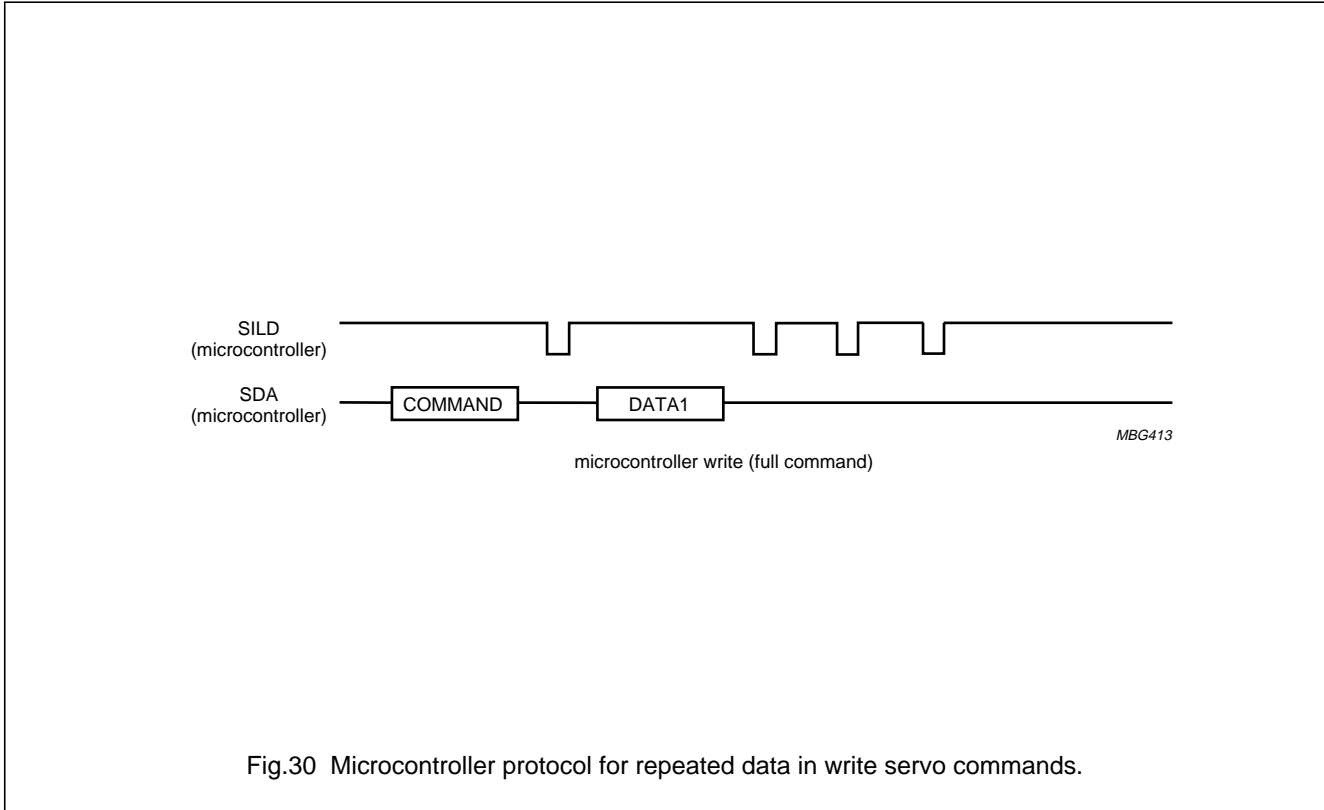 SILD
(microcontroller)
SDA
(microcontroller)
COMMAND
DATA1
MBG413
microcontroller write (full command)
Fig.30 Microcontroller protocol for repeated data in write servo commands.